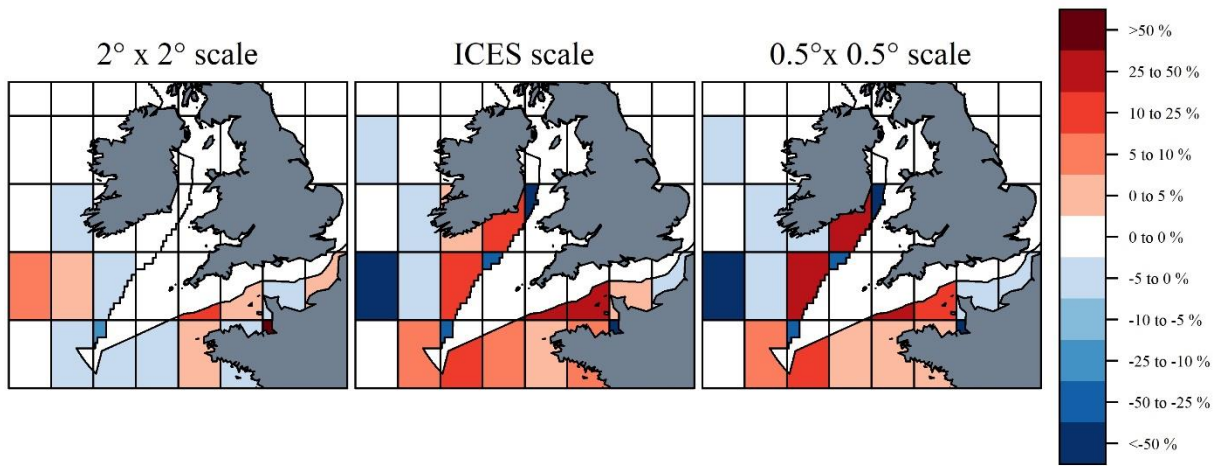 2° x 2° scale
ICES scale
0.5°x 0.5° scale
>50 %
25 to 50 %
10 to 25 %
5 to 10 %
0 to 5 %
0 to 0 %
-5 to 0 %
-10 to -5 %
-25 to -10 %
-50 to -25 %
<-50 %